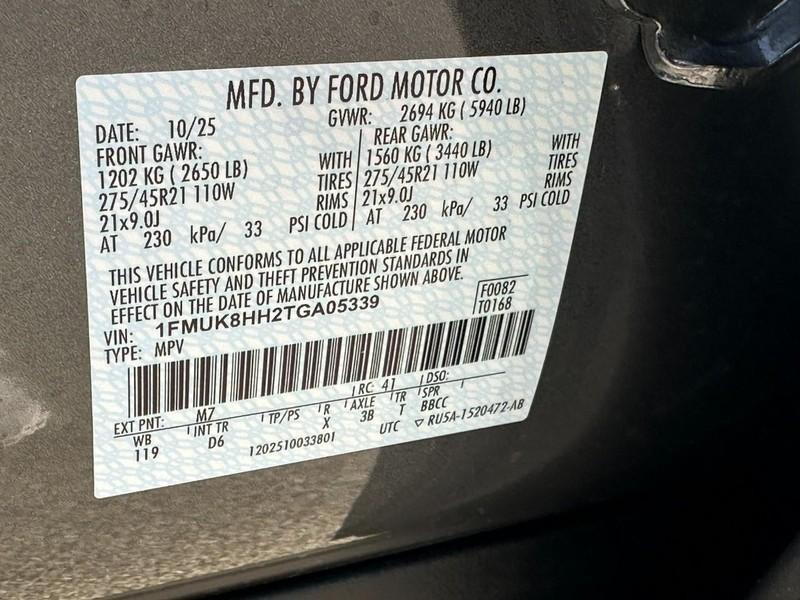 MFD. BY FORD MOTOR CO.
DATE: 10/25 GVWR: 2694 KG ( 5940 LB)
FRONT GAWR: REAR GAWR:
1202 KG ( 2650 LB) WITH 1560 KG ( 3440 LB) WITH
275/45R21 110W TIRES 275/45R21 110W TIRES
21x9.0J RIMS 21x9.0J RIMS
AT 230 kPa/ 33 PSI COLD AT 230 kPa/ 33 PSI COLD
THIS VEHICLE CONFORMS TO ALL APPLICABLE FEDERAL MOTOR
VEHICLE SAFETY AND THEFT PREVENTION STANDARDS IN
EFFECT ON THE DATE OF MANUFACTURE SHOWN ABOVE.
VIN: 1FMUK8HH2TGA05339 F0082
TYPE: MPV T0168
EXT PNT: M7 RC: 41 DSO:
WB INT TR TP/PS R AXLE TR SPR
119 D6 X 3B T BBCC
1202510033801 UTC ▽ RU5A-1520472-AB